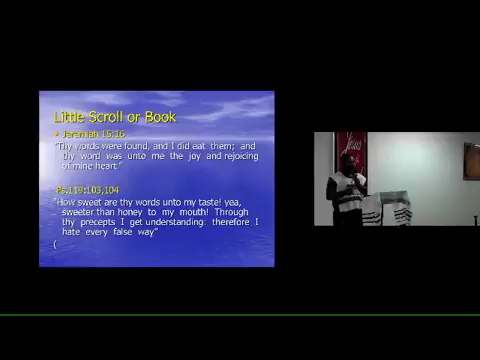 Little Scroll or Book
• Jeremiah 15:16
"Thy words were found, and I did eat them; and
thy word was unto me the joy and rejoicing
of mine heart."
Ps.119:103,104
"How sweet are thy words unto my taste! yea,
sweeter than honey to my mouth! Through
thy precepts I get understanding: therefore I
hate every false way"
(
Jesus